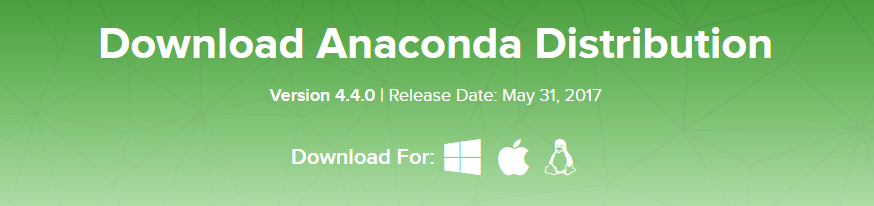 Download Anaconda Distribution
Version 4.4.0 | Release Date: May 31, 2017
Download For: